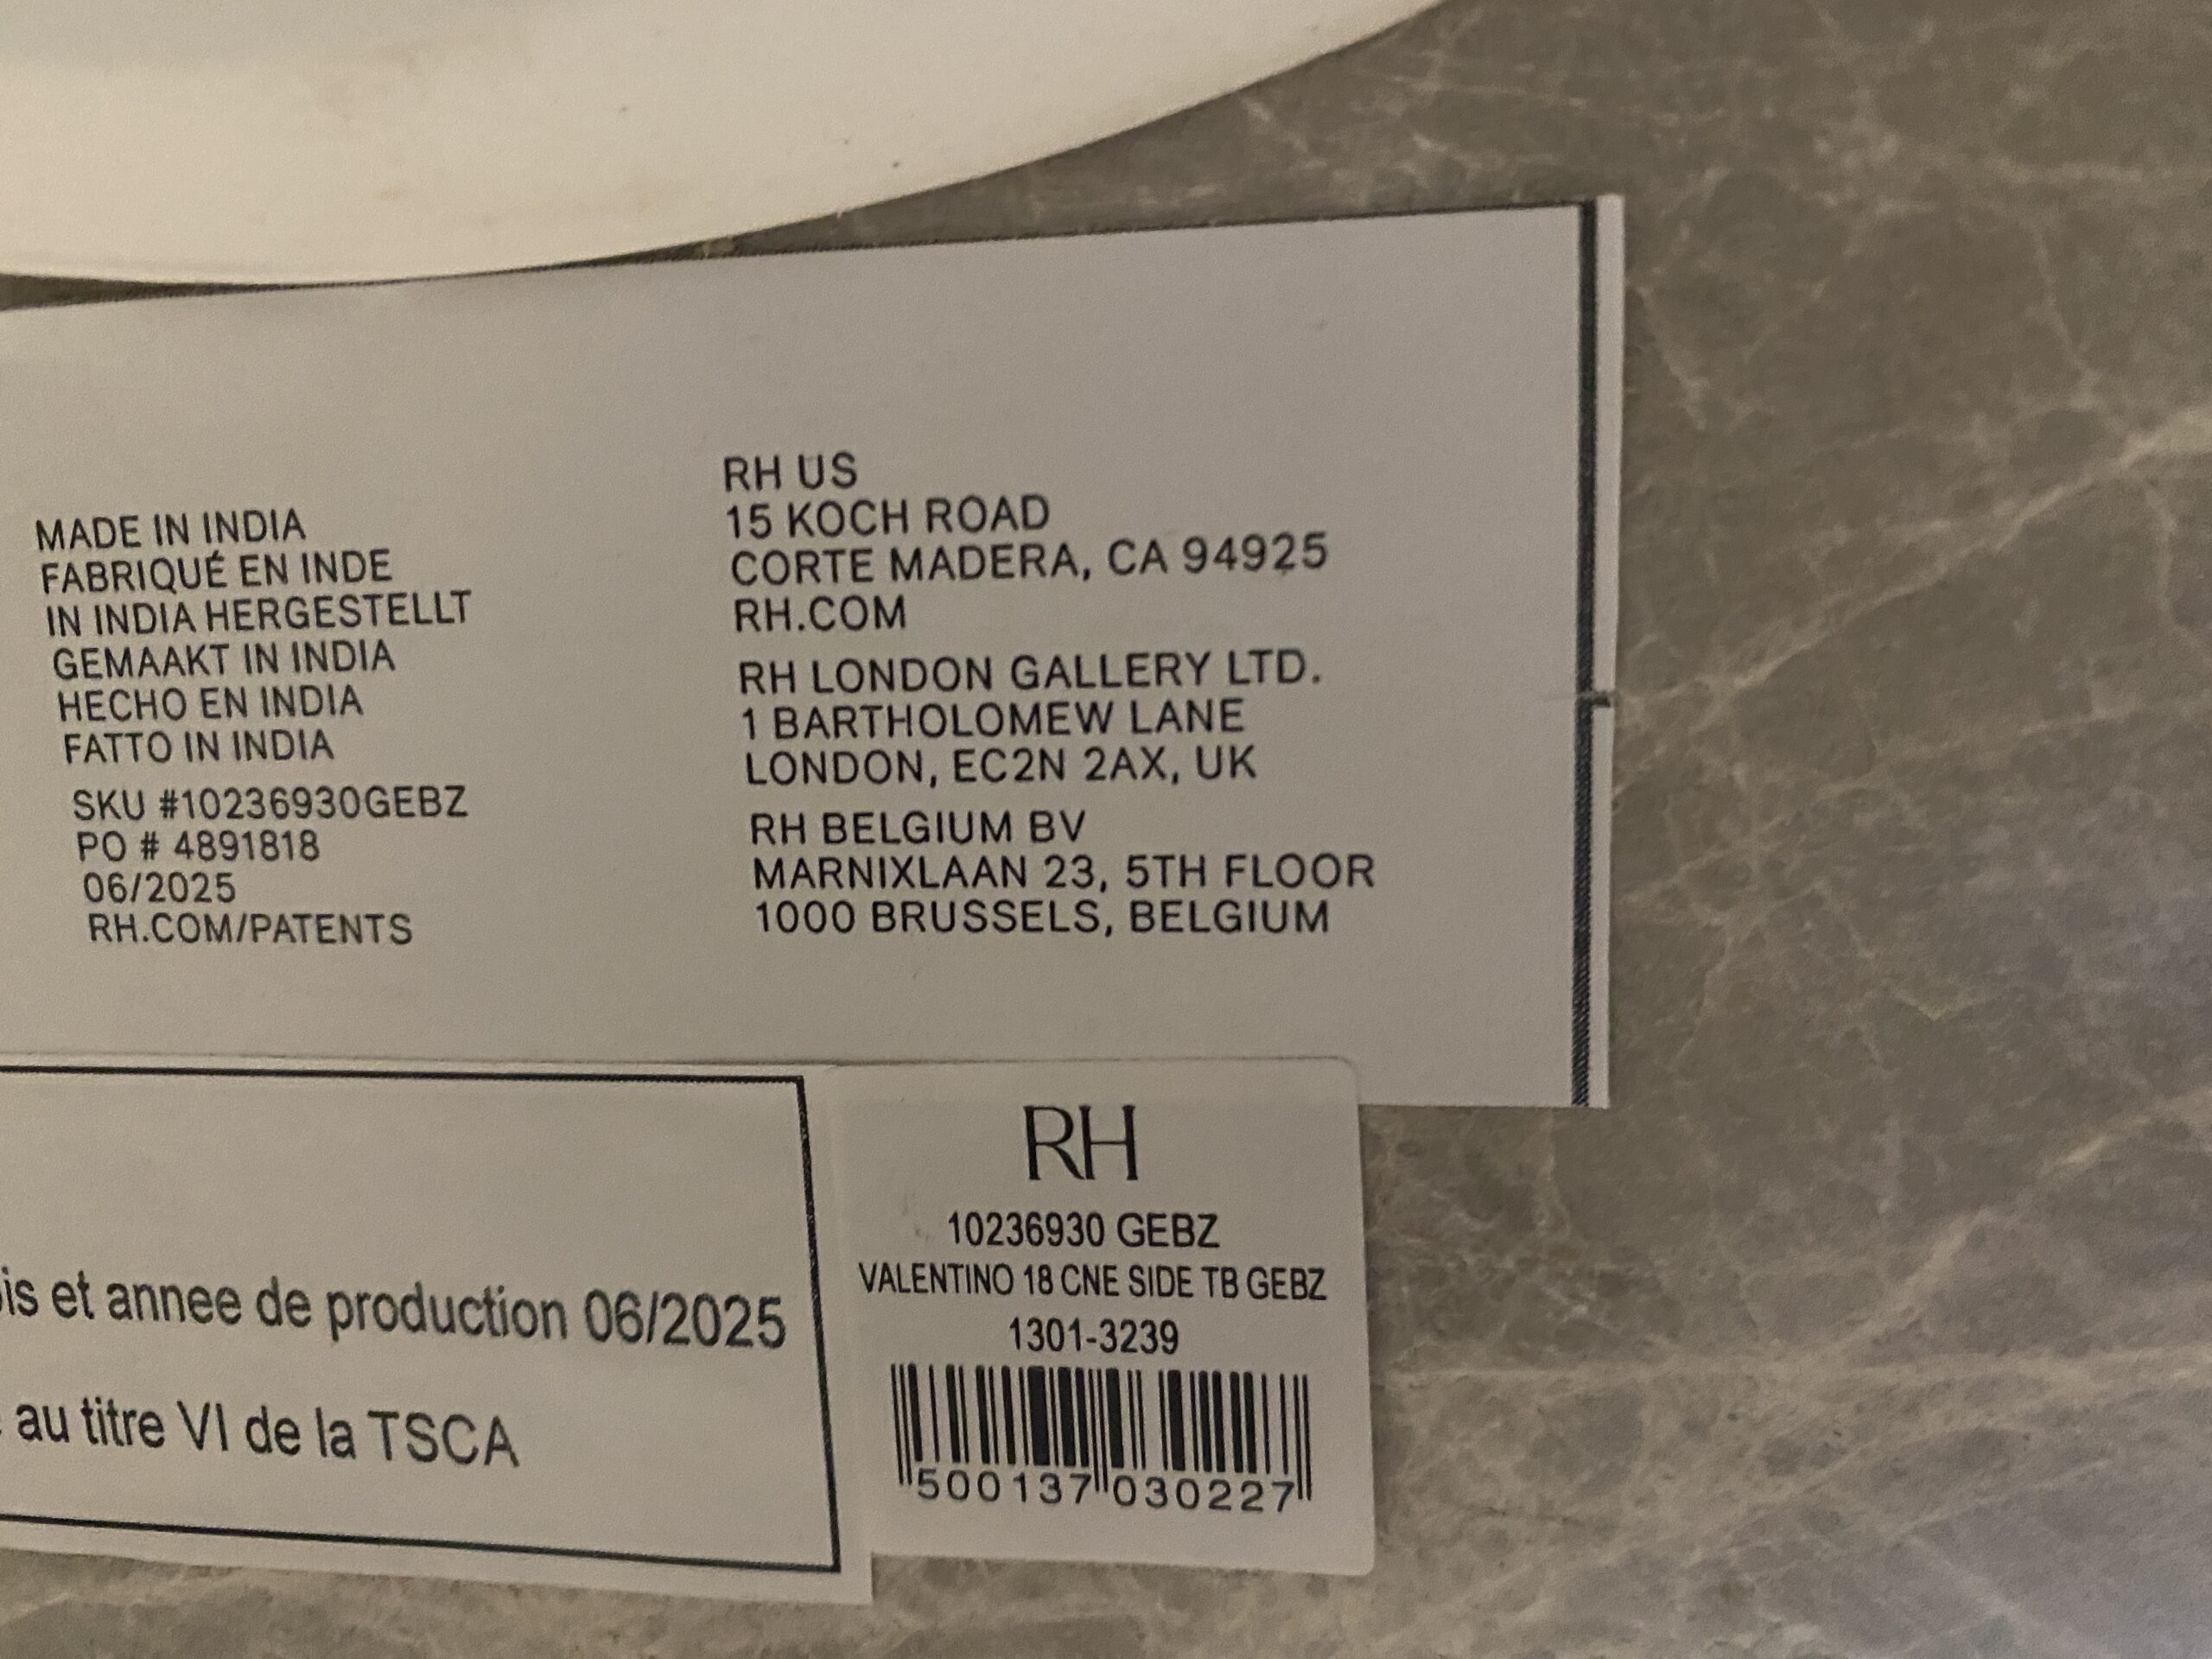 MADE IN INDIA
FABRIQUÉ EN INDE
IN INDIA HERGESTELLT
GEMAAKT IN INDIA
HECHO EN INDIA
FATTO IN INDIA
SKU #10236930GEBZ
PO # 4891818
06/2025
RH.COM/PATENTS
RH US
15 KOCH ROAD
CORTE MADERA, CA 94925
RH.COM
RH LONDON GALLERY LTD.
1 BARTHOLOMEW LANE
LONDON, EC2N 2AX, UK
RH BELGIUM BV
MARNIXLAAN 23, 5TH FLOOR
1000 BRUSSELS, BELGIUM
et annee de production 06/2025
au titre VI de la TSCA
RH
10236930 GEBZ
VALENTINO 18 CNE SIDE TB GEBZ
1301-3239
500137 030227